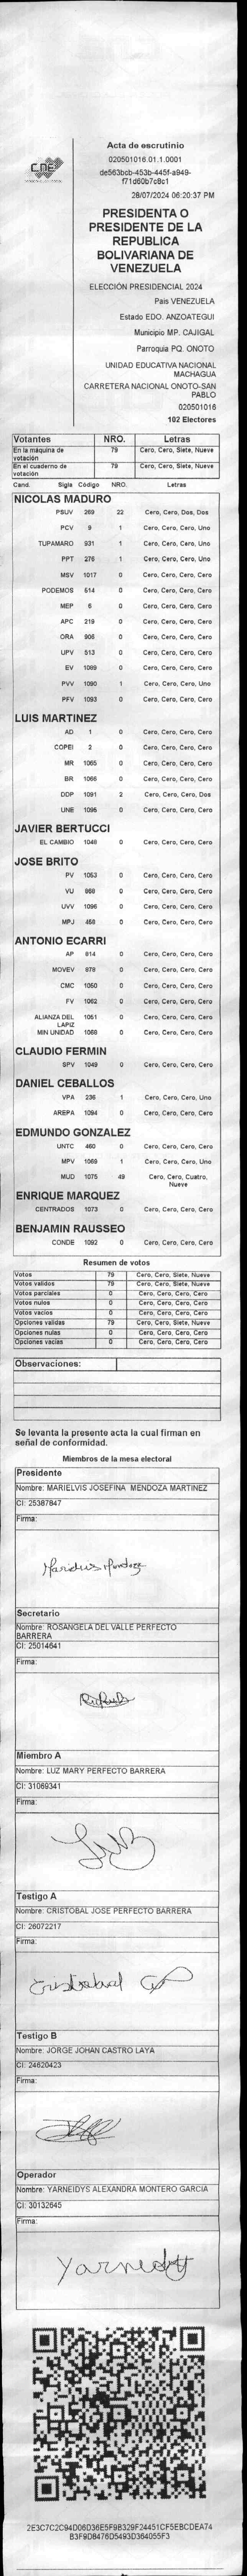 CNE
Acta de escrutinio
020501016.01.1.0001
de563bcb-453b-445f-a949-
f71d60b7c8c1
28/07/2024 06:20:37 PM
PRESIDENTA O
PRESIDENTE DE LA
REPUBLICA
BOLIVARIANA DE
VENEZUELA
ELECCIÓN PRESIDENCIAL 2024
Pais VENEZUELA
Estado EDO. ANZOATEGUI
Municipio MP. CAJIGAL
Parroquia PQ. ONOTO
UNIDAD EDUCATIVA NACIONAL
MACHAGUA
CARRETERA NACIONAL ONOTO-SAN
PABLO
020501016
102 Electores
Votantes NRO. Letras
En la máquina de votación 79 Cero, Cero, Siete, Nueve
En el cuaderno de votación 79 Cero, Cero, Siete, Nueve
Cand. Sigla Código NRO. Letras
NICOLAS MADURO
PSUV 269 22 Cero, Cero, Dos, Dos
PCV 9 1 Cero, Cero, Cero, Uno
TUPAMARO 931 1 Cero, Cero, Cero, Uno
PPT 276 1 Cero, Cero, Cero, Uno
MSV 1017 0 Cero, Cero, Cero, Cero
PODEMOS 514 0 Cero, Cero, Cero, Cero
MEP 6 0 Cero, Cero, Cero, Cero
APC 219 0 Cero, Cero, Cero, Cero
ORA 906 0 Cero, Cero, Cero, Cero
UPV 513 0 Cero, Cero, Cero, Cero
EV 1089 0 Cero, Cero, Cero, Cero
PVV 1090 1 Cero, Cero, Cero, Uno
PFV 1093 0 Cero, Cero, Cero, Cero
LUIS MARTINEZ
AD 1 0 Cero, Cero, Cero, Cero
COPEI 2 0 Cero, Cero, Cero, Cero
MR 1065 0 Cero, Cero, Cero, Cero
BR 1066 0 Cero, Cero, Cero, Cero
DDP 1091 2 Cero, Cero, Cero, Dos
UNE 1095 0 Cero, Cero, Cero, Cero
JAVIER BERTUCCI
EL CAMBIO 1048 0 Cero, Cero, Cero, Cero
JOSE BRITO
PV 1053 0 Cero, Cero, Cero, Cero
VU 868 0 Cero, Cero, Cero, Cero
UVV 1096 0 Cero, Cero, Cero, Cero
MPJ 458 0 Cero, Cero, Cero, Cero
ANTONIO ECARRI
AP 814 0 Cero, Cero, Cero, Cero
MOVEV 878 0 Cero, Cero, Cero, Cero
CMC 1050 0 Cero, Cero, Cero, Cero
FV 1062 0 Cero, Cero, Cero, Cero
ALIANZA DEL LAPIZ 1051 0 Cero, Cero, Cero, Cero
MIN UNIDAD 1068 0 Cero, Cero, Cero, Cero
CLAUDIO FERMIN
SPV 1049 0 Cero, Cero, Cero, Cero
DANIEL CEBALLOS
VPA 236 1 Cero, Cero, Cero, Uno
AREPA 1094 0 Cero, Cero, Cero, Cero
EDMUNDO GONZALEZ
UNTC 460 0 Cero, Cero, Cero, Cero
MPV 1069 1 Cero, Cero, Cero, Uno
MUD 1075 49 Cero, Cero, Cuatro,
Nueve
ENRIQUE MARQUEZ
CENTRADOS 1073 0 Cero, Cero, Cero, Cero
BENJAMIN RAUSSEO
CONDE 1092 0 Cero, Cero, Cero, Cero
Resumen de votos
Votos 79 Cero, Cero, Siete, Nueve
Votos validos 79 Cero, Cero, Siete, Nueve
Votos parciales 0 Cero, Cero, Cero, Cero
Votos nulos 0 Cero, Cero, Cero, Cero
Votos vacios 0 Cero, Cero, Cero, Cero
Opciones validas 79 Cero, Cero, Siete, Nueve
Opciones nulas 0 Cero, Cero, Cero, Cero
Opciones vacias 0 Cero, Cero, Cero, Cero
Observaciones:
Se levanta la presente acta la cual firman en
señal de conformidad.
Miembros de la mesa electoral
Presidente
Nombre: MARIELVIS JOSEFINA MENDOZA MARTINEZ
CI: 25387847
Firma:
Secretario
Nombre: ROSANGELA DEL VALLE PERFECTO
BARRERA
CI: 25014641
Firma:
Miembro A
Nombre: LUZ MARY PERFECTO BARRERA
CI: 31069341
Firma:
Testigo A
Nombre: CRISTOBAL JOSE PERFECTO BARRERA
CI: 26072217
Firma:
Cristobal
Testigo B
Nombre: JORGE JOHAN CASTRO LAYA
CI: 24620423
Firma:
Operador
Nombre: YARNEIDYS ALEXANDRA MONTERO GARCIA
CI: 30132645
Firma:
2E3C7C2C94D06D36E5F9B329F24451CF5EBCDEA74
B3F9D8476D5493D364055F3